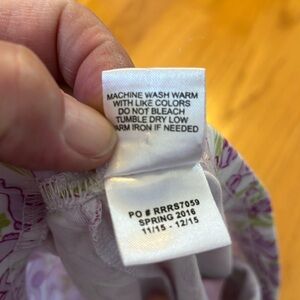 MACHINE WASH WARM
WITH LIKE COLORS
DO NOT BLEACH
TUMBLE DRY LOW
ARM IRON IF NEEDED
PO # RRRS7059
SPRING 2016
11/15 - 12/15